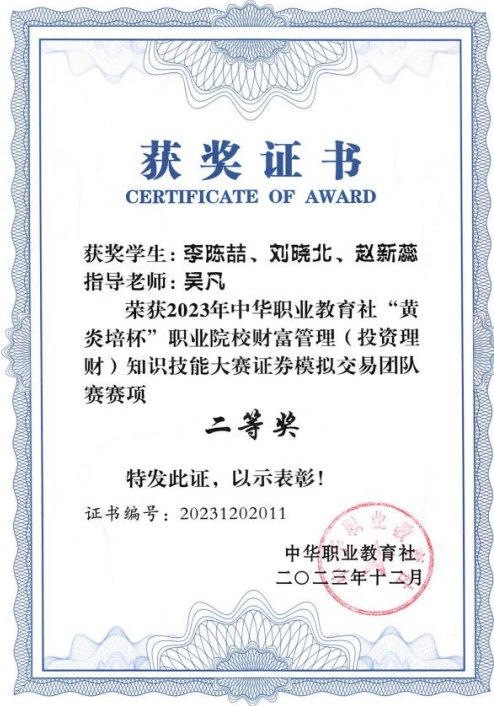 获奖证书
CERTIFICATE OF AWARD
获奖学生：李陈喆、刘晓北、赵新蕊
指导老师：吴凡
荣获2023年中华职业教育社“黄
炎培杯”职业院校财富管理（投资理
财）知识技能大赛证券模拟交易团队
赛赛项
二等奖
特发此证，以示表彰！
证书编号：20231202011
中华职业教育社
二〇二三年十二月